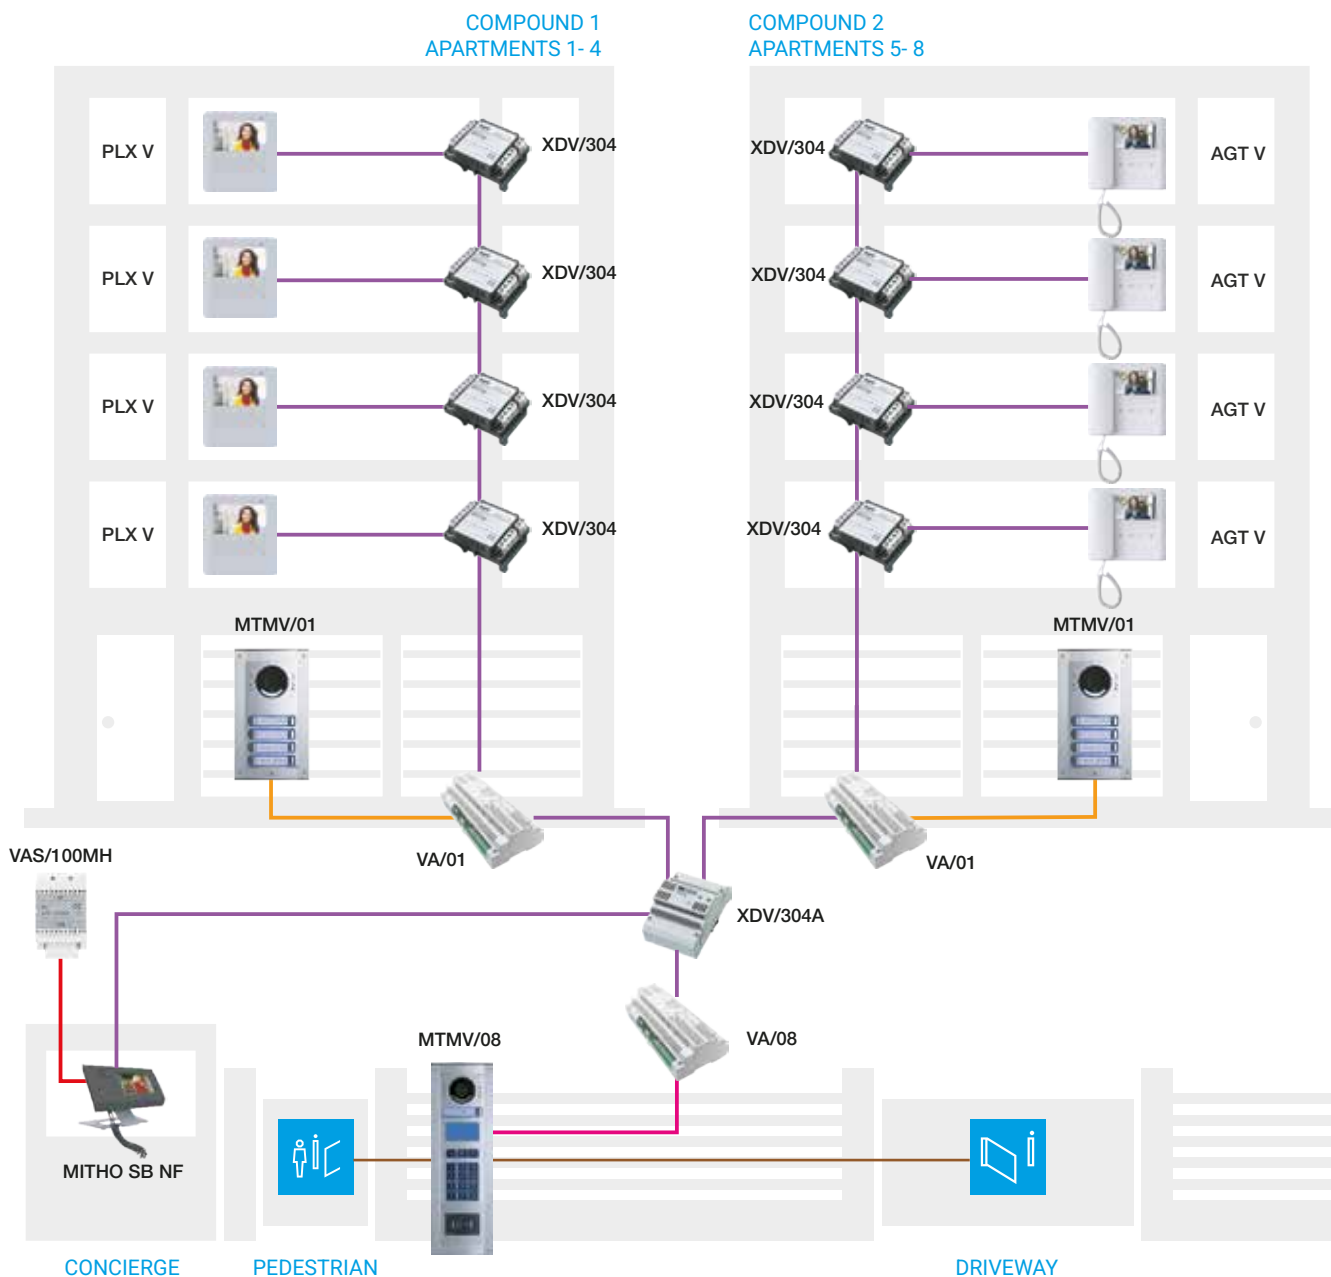 COMPOUND 1
APARTMENTS 1- 4
COMPOUND 2
APARTMENTS 5- 8
PLX V
XDV/304
XDV/304
AGT V
PLX V
XDV/304
XDV/304
AGT V
PLX V
XDV/304
XDV/304
AGT V
PLX V
XDV/304
XDV/304
AGT V
MTMV/01
MTMV/01
VAS/100MH
VA/01
VA/01
XDV/304A
MTMV/08
VA/08
MITHO SB NF
CONCIERGE
PEDESTRIAN
DRIVEWAY